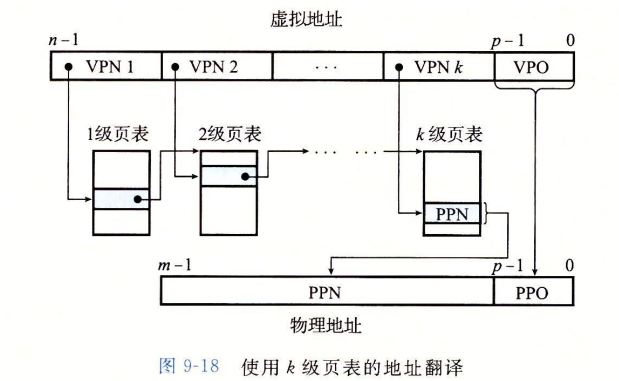 虚拟地址
n-1 p-1 0
VPN 1 VPN 2 ... VPN k VPO
1级页表 2级页表 ... ... k 级页表
PPN
m-1 p-1 0
PPN PPO
物理地址
图 9-18 使用 k 级页表的地址翻译